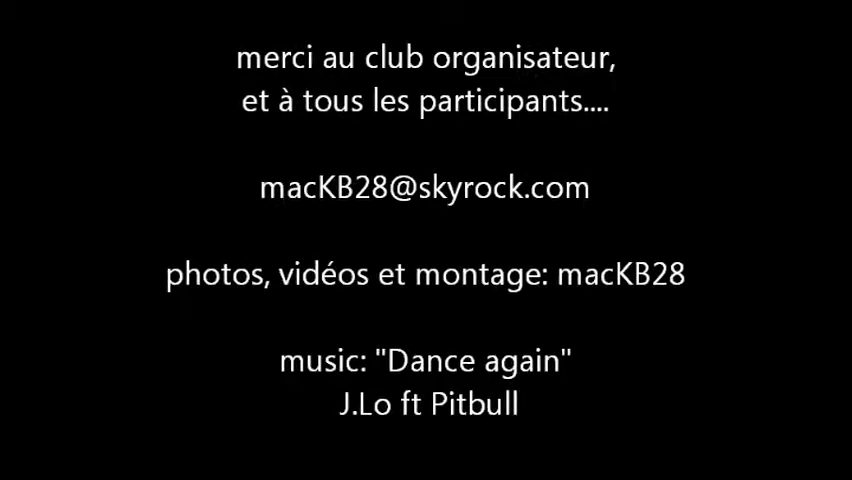 merci au club organisateur,
et à tous les participants....
macKB28@skyrock.com
photos, vidéos et montage: macKB28
music: "Dance again"
J.Lo ft Pitbull